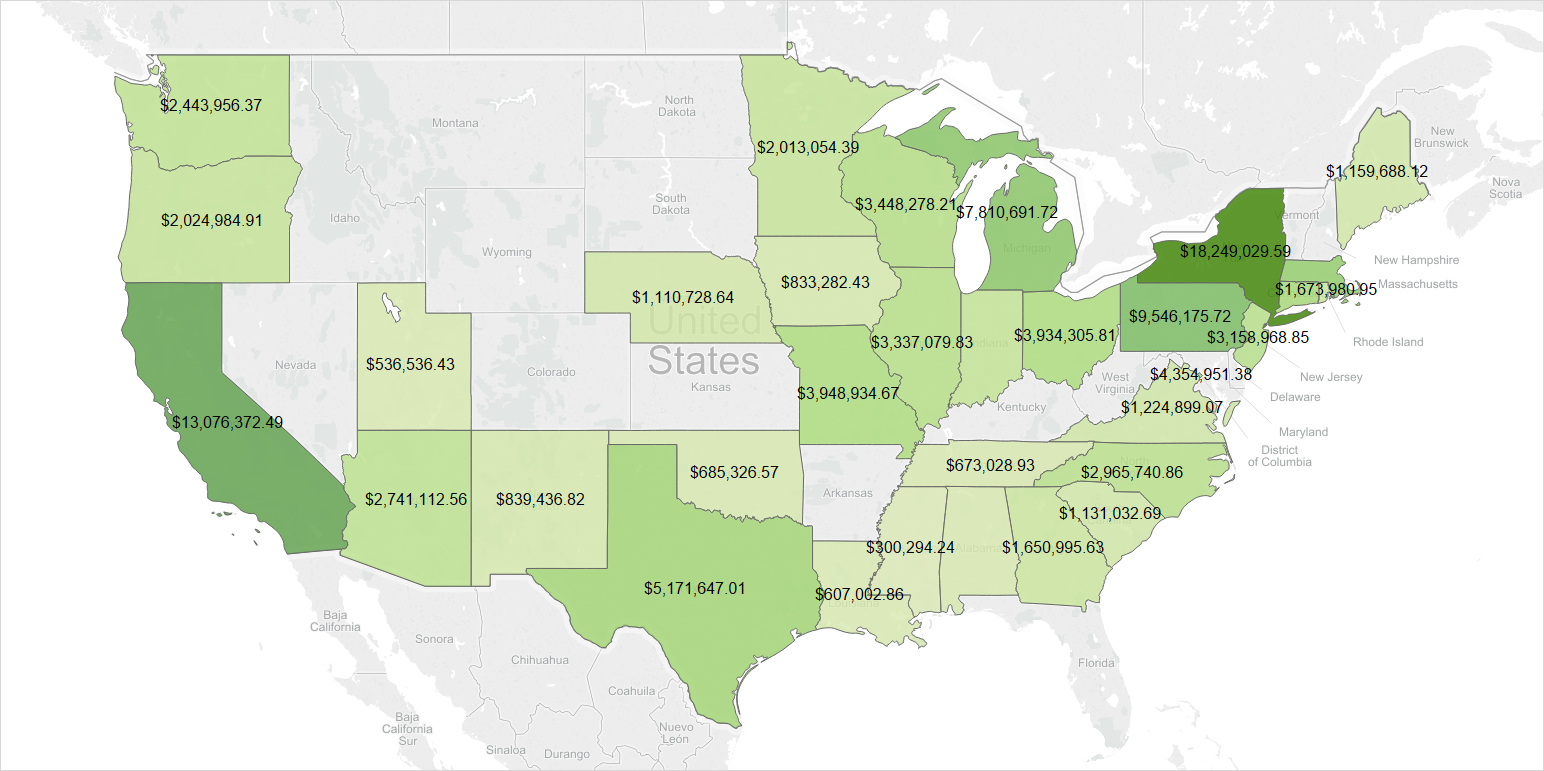 $2,443,956.37
North
Dakota
Montana
New
Brunswick
$2,013,054.39
$1,159,688.12
Nova
Scotia
South
Dakota
$3,448,278.21
$7,810,691.72
$2,024,984.91
Idaho
Vermont
Michigan
Wyoming
$18,249,029.59
New Hampshire
$833,282.43
$1,673,980.95
Massachusetts
$1,110,728.64
United
States
$9,546,175.72
$3,158,968.85
Rhode Island
$3,337,079.83
Indiana
$3,934,305.81
$536,536.43
Nevada
Colorado
Kansas
West
Virginia
$4,354,951.38
New Jersey
$3,948,934.67
Delaware
Kentucky
$1,224,899.07
$13,076,372.49
Maryland
District
of Columbia
$673,028.93
North
$2,965,740.86
$685,326.57
$2,741,112.56
$839,436.82
Arkansas
$1,131,032.69
$300,294.24
Alabama
$1,650,995.63
$5,171,647.01
$607,002.86
Louisiana
Baja
California
Sonora
Chihuahua
Florida
Coahuila
Baja
California
Sur
Nuevo
León
Sinaloa
Durango